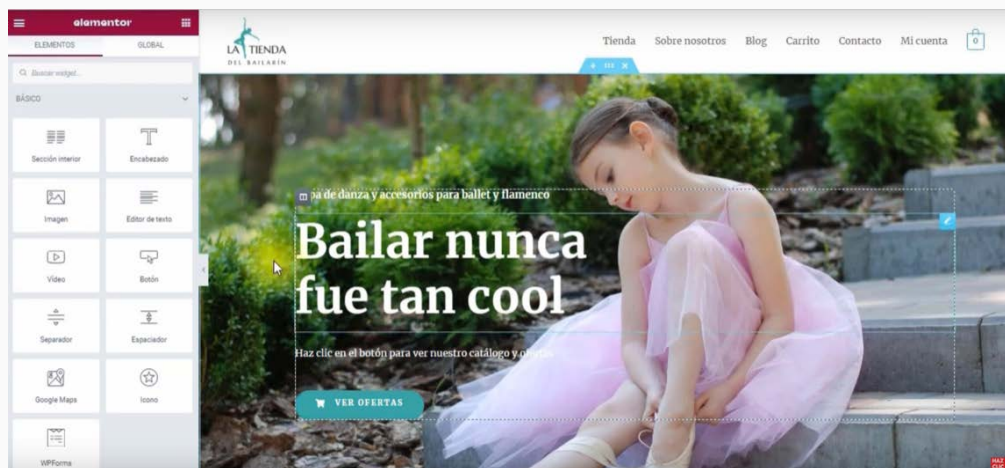 elementor
ELEMENTOS GLOBAL
Buscar widget...
BÁSICO
Sección interior Encabezado
Imagen Editor de texto
Vídeo Botón
Separador Espaciador
Google Maps Icono
WPForms
LA TIENDA
DEL BAILARÍN
Tienda Sobre nosotros Blog Carrito Contacto Mi cuenta 0
pa de danza y accesorios para ballet y flamenco
Bailar nunca
fue tan cool
Haz clic en el botón para ver nuestro catálogo y
VER OFERTAS
HAZ